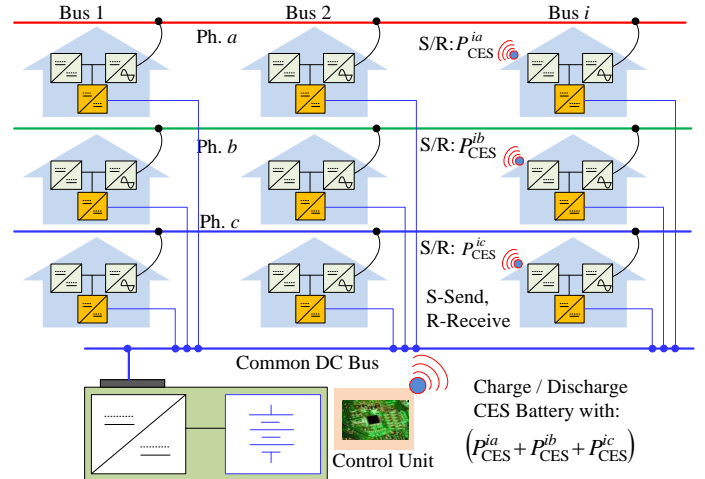 Bus 1 Bus 2 Bus i
Ph. a
S/R: P_CES^ia
Ph. b
S/R: P_CES^ib
Ph. c
S/R: P_CES^ic
S-Send,
R-Receive
Common DC Bus
Charge / Discharge
CES Battery with:
(P_CES^ia + P_CES^ib + P_CES^ic)
Control Unit